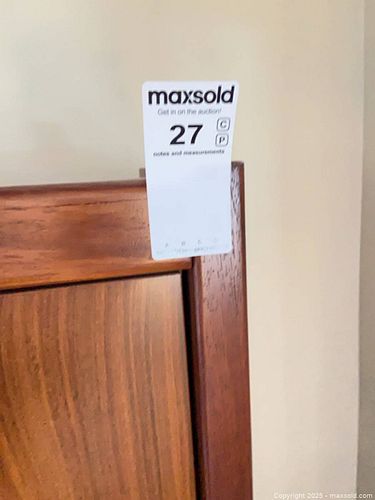 maxsold
Get in on the auction!
27
C
P
notes and measurements
Copyright 2025 - maxsold.com